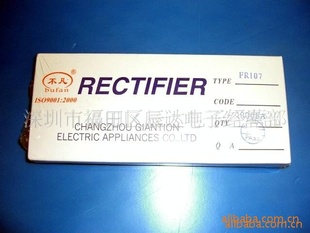 不凡
bufan
ISO9001:2000
RECTIFIER
TYPE FR107
CODE
QTY
Q A
CHANGZHOU GIANTION
ELECTRIC APPLIANCES CO.,LTD
深圳市福田区辰达电子经营部
alibaba.com.cn